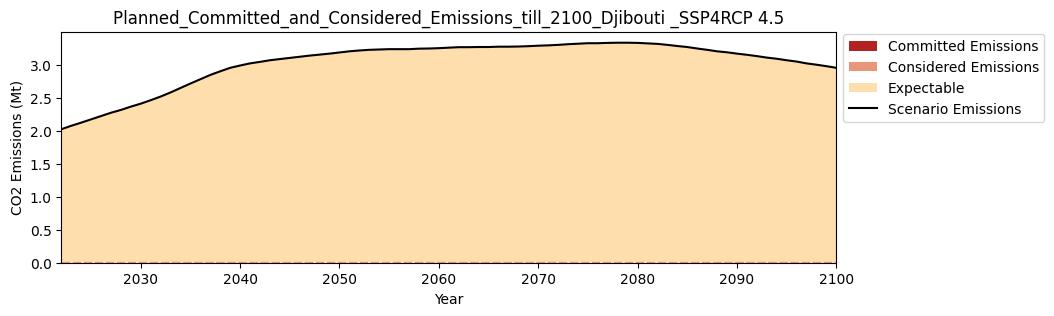 Planned_Committed_and_Considered_Emissions_till_2100_Djibouti _SSP4RCP 4.5
Committed Emissions
Considered Emissions
Expectable
Scenario Emissions
CO2 Emissions (Mt)
3.0
2.5
2.0
1.5
1.0
0.5
0.0
2030 2040 2050 2060 2070 2080 2090 2100
Year